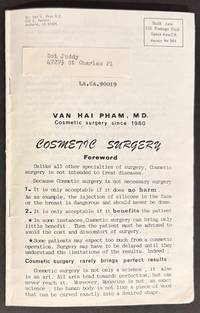 Bulk Rate
Zoi Juddy
4727½ St Charles Pl
LA.CA.90019
VAN HAI PHAM, MD.
Cosmetic surgery since 1960
COSMETIC SURGERY
Foreword
Unlike all other specialties of surgery, Cosmetic
surgery is not intended to treat diseases.
Because Cosmetic surgery is not necessary surgery
1. It is only acceptable if it does no harm.
As an example, the injection of silicone in the face
or the breast is dangerous and should never be done.
2. It is only acceptable if it benefits the patient
* In some instances, Cosmetic surgery can bring only
little benefit . Then the patient must be advised to
avoid the cost and discomfort of surgery.
* Some patients may expect too much from a cosmetic
operation. Surgery may have to be delayed until they
understand the limitations of the results. Indeed :
Cosmetic surgery rarely brings perfect results
Cosmetic surgery is not only a science , it also
is an art. All arts tend towards perfection, but can
never reach it. Moreover, Medicine is not an exact
science : the human body is not like a piece of wood
that can be carved exactly into a desired shape.